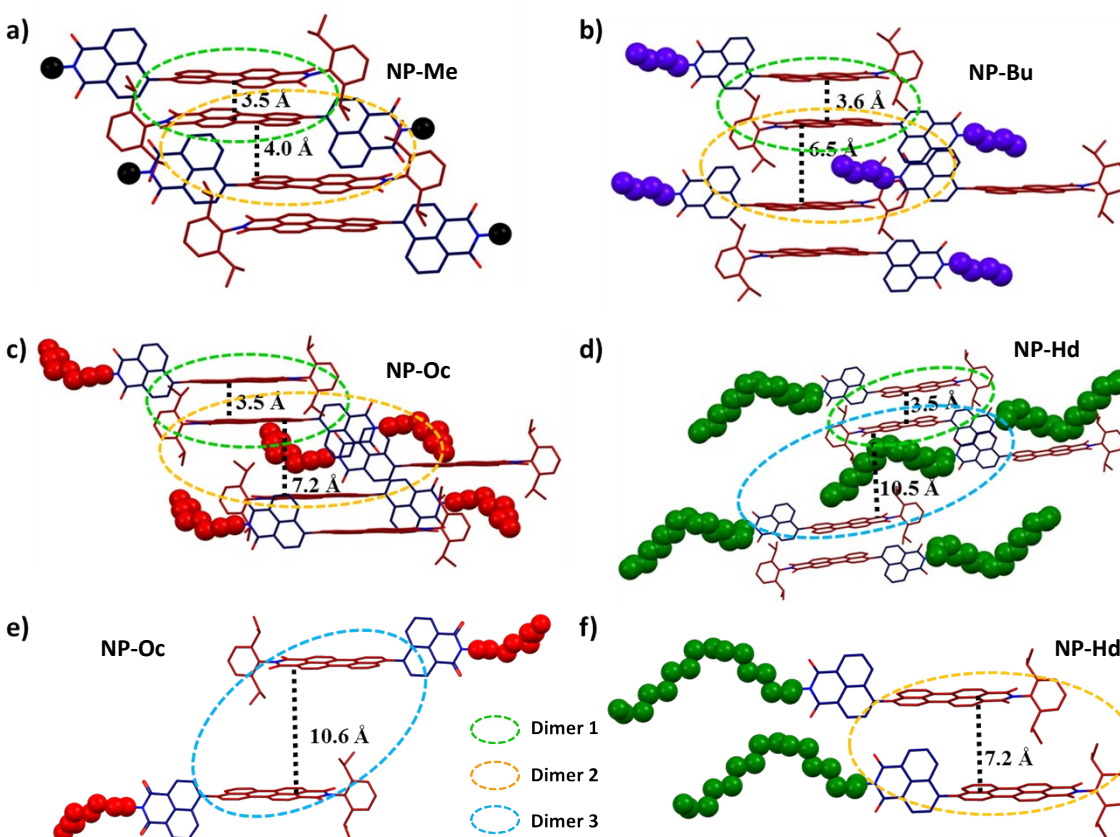 a)
NP-Me
3.5 Å
4.0 Å
b)
NP-Bu
3.6 Å
6.5 Å
c)
NP-Oc
3.5 Å
7.2 Å
d)
NP-Hd
3.5 Å
10.5 Å
e)
NP-Oc
10.6 Å
Dimer 1
Dimer 2
Dimer 3
f)
NP-Hd
7.2 Å